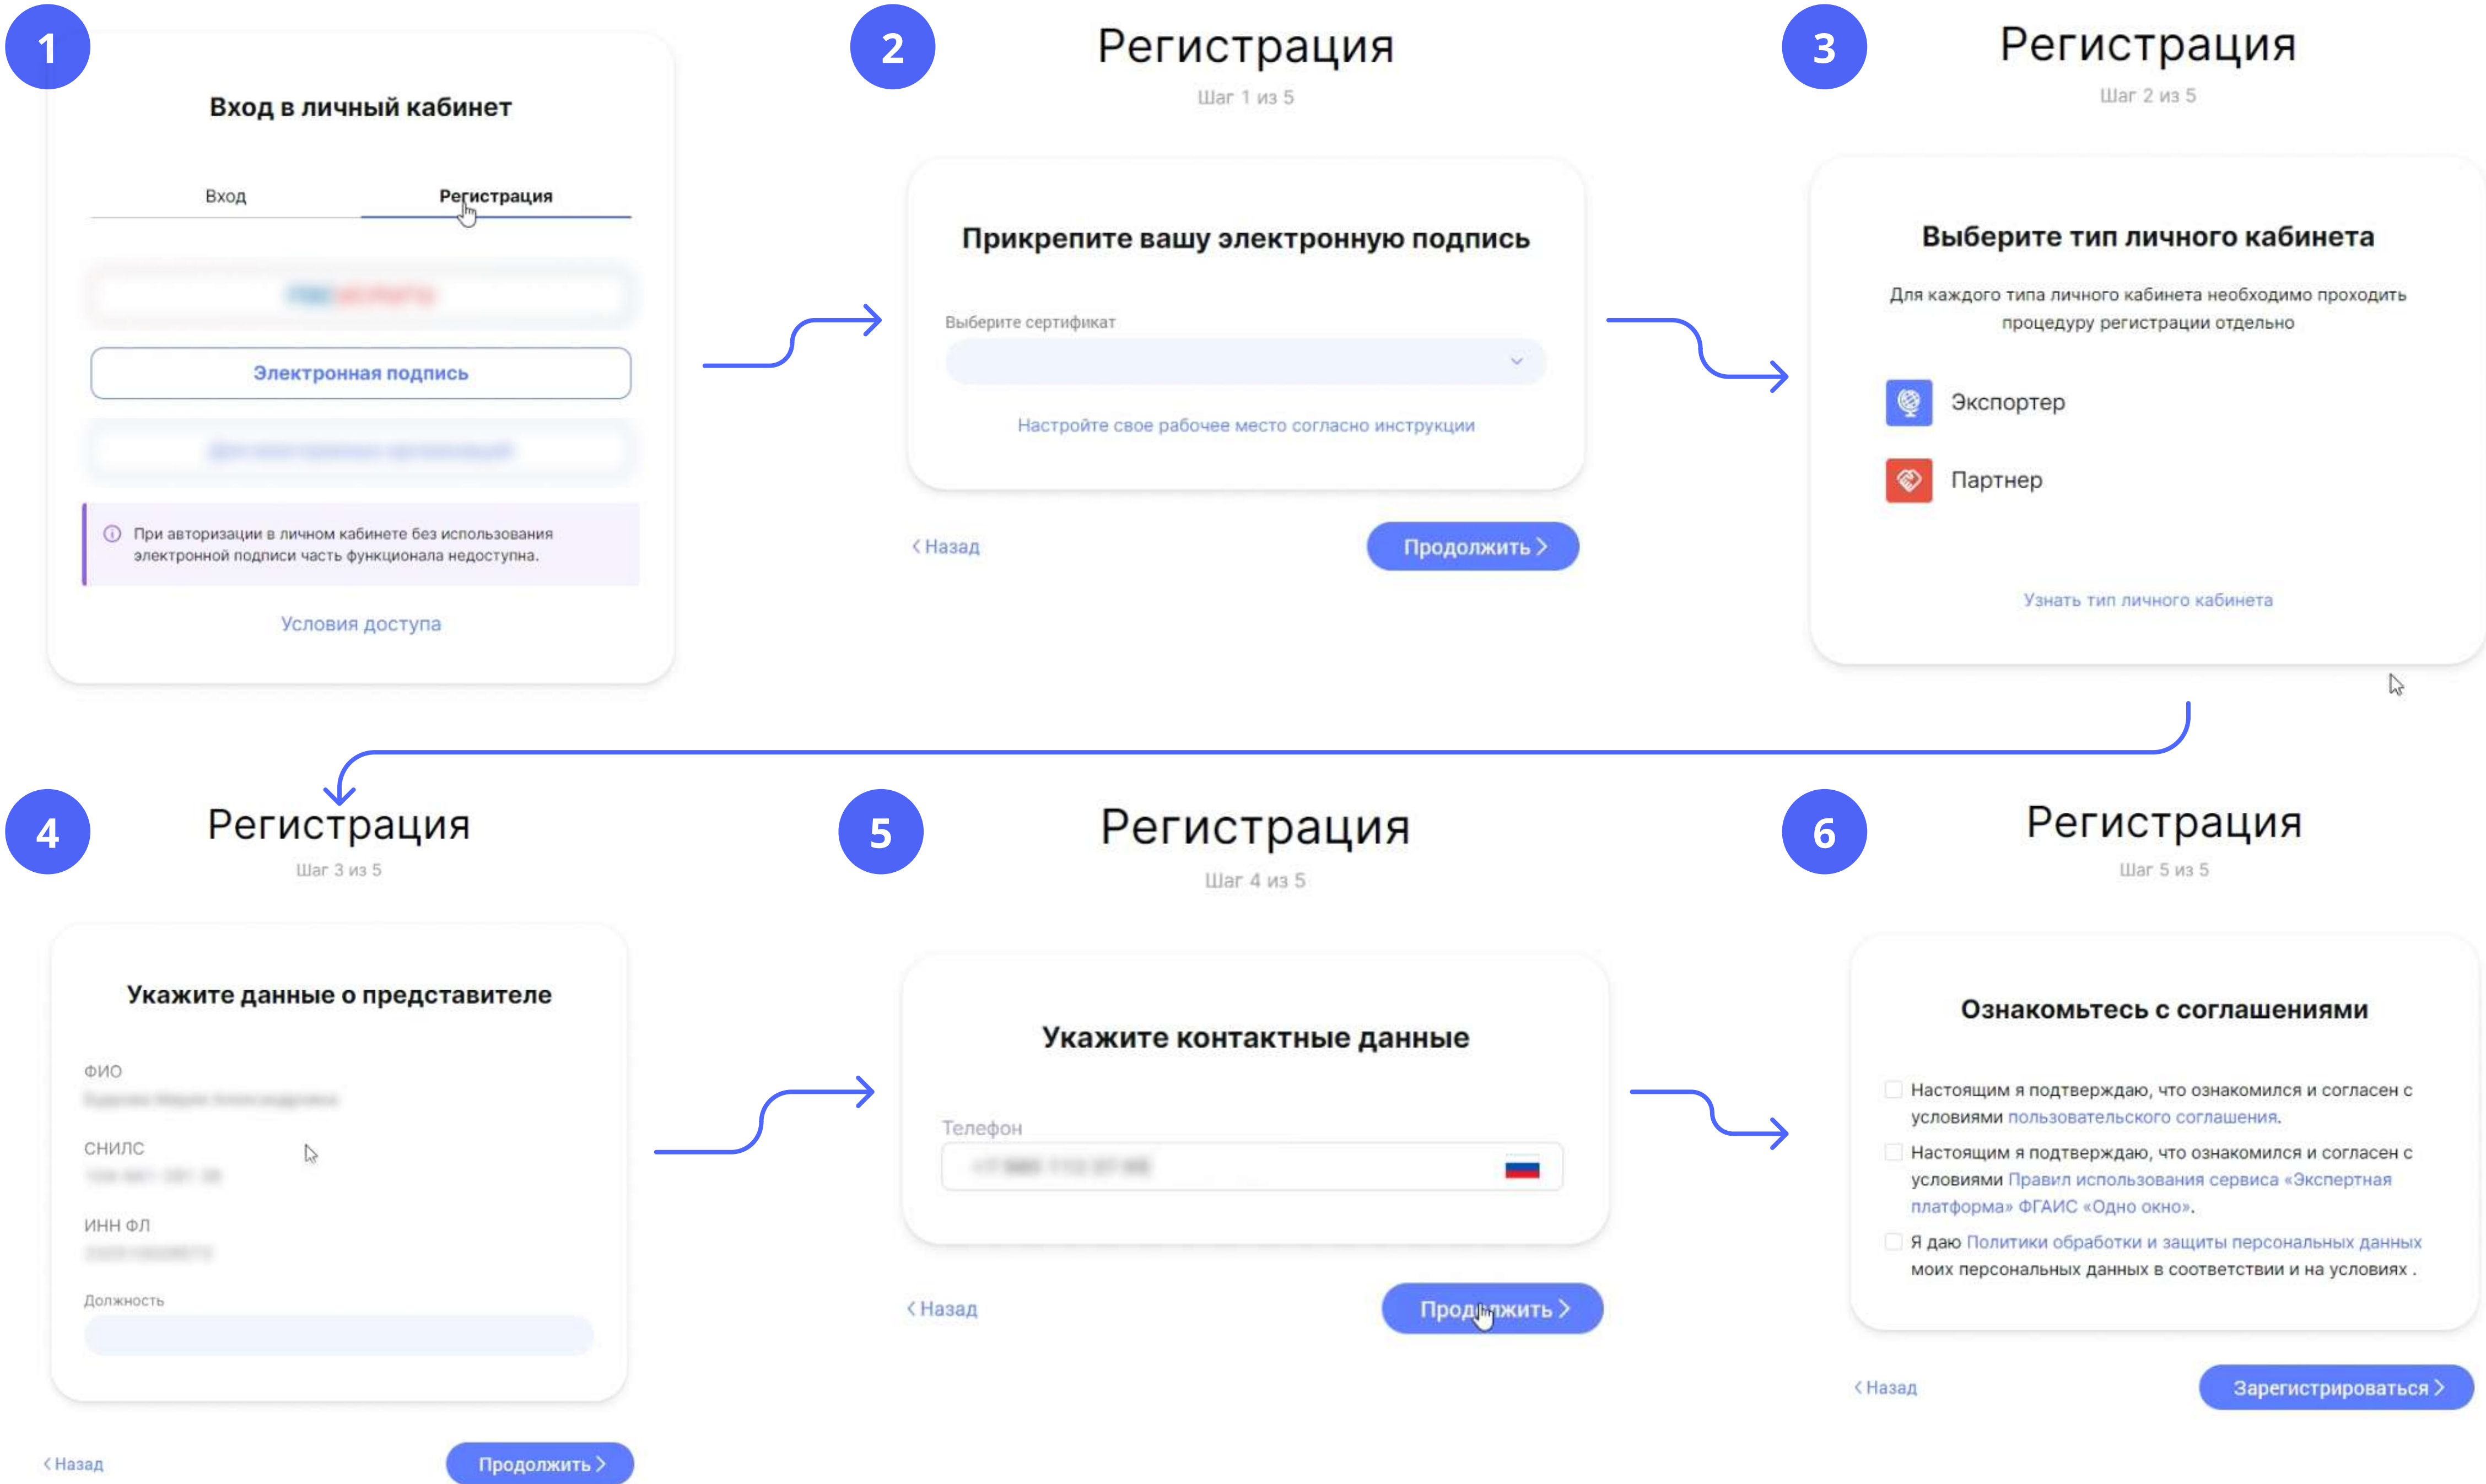 1
Вход в личный кабинет
Вход
Регистрация
Электронная подпись
При авторизации в личном кабинете без использования
электронной подписи часть функционала недоступна.
Условия доступа
2
Регистрация
Шаг 1 из 5
Прикрепите вашу электронную подпись
Выберите сертификат
Настройте свое рабочее место согласно инструкции
Назад
Продолжить
3
Регистрация
Шаг 2 из 5
Выберите тип личного кабинета
Для каждого типа личного кабинета необходимо проходить
процедуру регистрации отдельно
Экспортер
Партнер
Узнать тип личного кабинета
4
Регистрация
Шаг 3 из 5
Укажите данные о представителе
ФИО
СНИЛС
ИНН ФЛ
Должность
Назад
Продолжить
5
Регистрация
Шаг 4 из 5
Укажите контактные данные
Телефон
Назад
Продолжить
6
Регистрация
Шаг 5 из 5
Ознакомьтесь с соглашениями
Настоящим я подтверждаю, что ознакомился и согласен с
условиями пользовательского соглашения.
Настоящим я подтверждаю, что ознакомился и согласен с
условиями Правил использования сервиса «Экспертная
платформа» ФГАИС «Одно окно».
Я даю Политики обработки и защиты персональных данных
моих персональных данных в соответствии и на условиях .
Назад
Зарегистрироваться